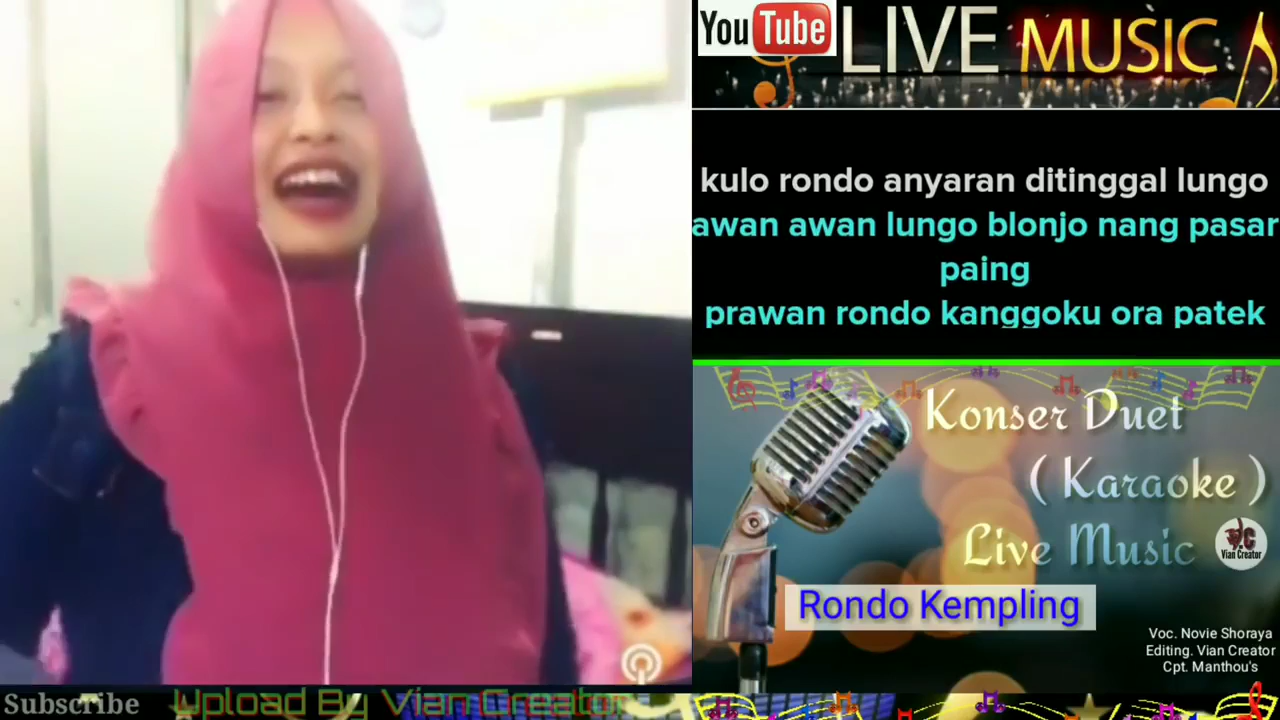 YouTube
LIVE MUSIC
kulo rondo anyaran ditinggal lungo
awan awan lungo blonjo nang pasar
paing
prawan rondo kanggoku ora patek
Konser Duet
( Karaoke )
Live Music
Vian Creator
Rondo Kempling
Voc. Novie Shoraya
Editing. Vian Creator
Cpt. Manthou's
Subscribe
Upload By Vian Creator